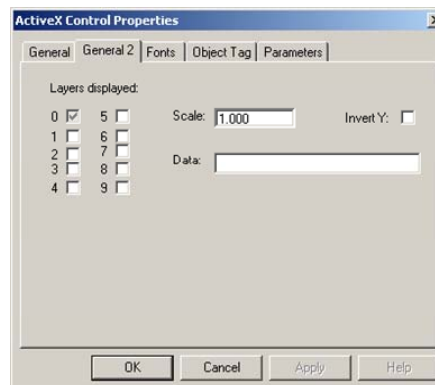 ActiveX Control Properties
General General 2 Fonts Object Tag Parameters
Layers displayed:
0 5 Scale: 1.000 Invert Y:
1 6
2 7 Data:
3 8
4 9
OK Cancel Apply Help